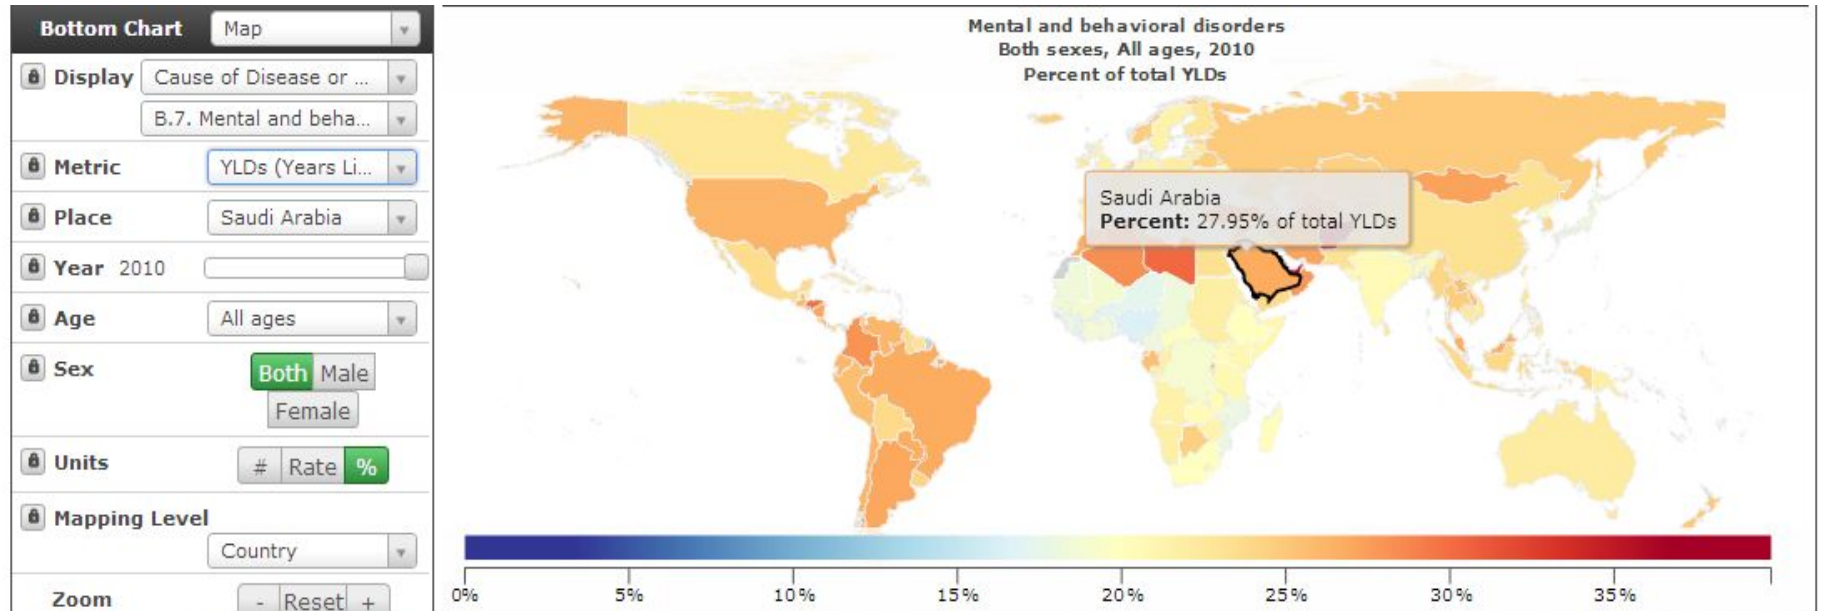 Bottom Chart Map
Display Cause of Disease or ...
B.7. Mental and beha...
Metric YLDs (Years Li...
Place Saudi Arabia
Year 2010
Age All ages
Sex Both Male
Female
Units # Rate %
Mapping Level
Country
Zoom - Reset +
Mental and behavioral disorders
Both sexes, All ages, 2010
Percent of total YLDs
Saudi Arabia
Percent: 27.95% of total YLDs
0% 5% 10% 15% 20% 25% 30% 35%